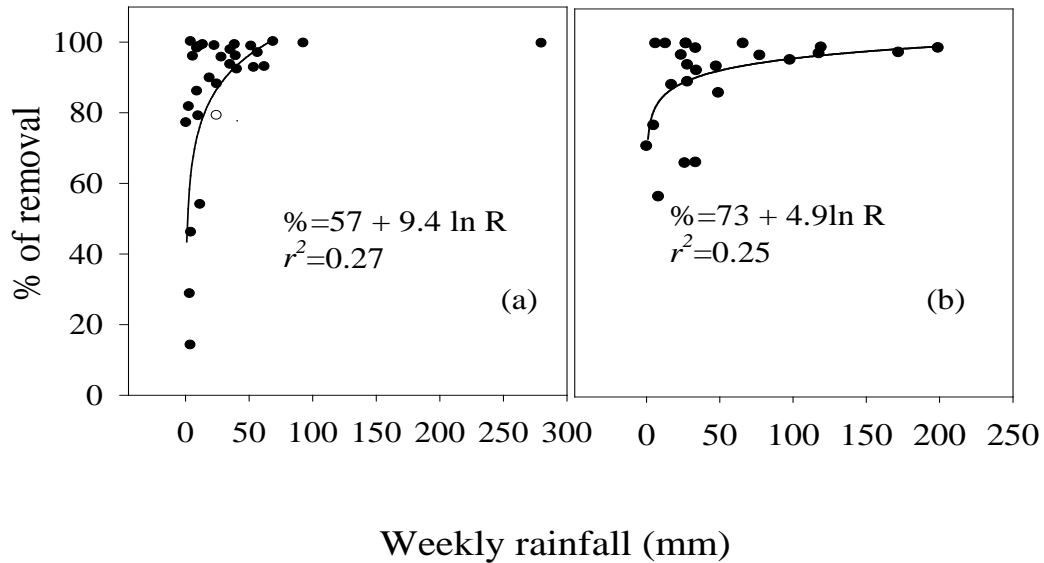 100
80
60
40
20
0
% of removal
%=57 + 9.4 ln R
r²=0.27
(a)
0 50 100 150 200 250 300
%=73 + 4.9ln R
r²=0.25
(b)
0 50 100 150 200 250
Weekly rainfall (mm)